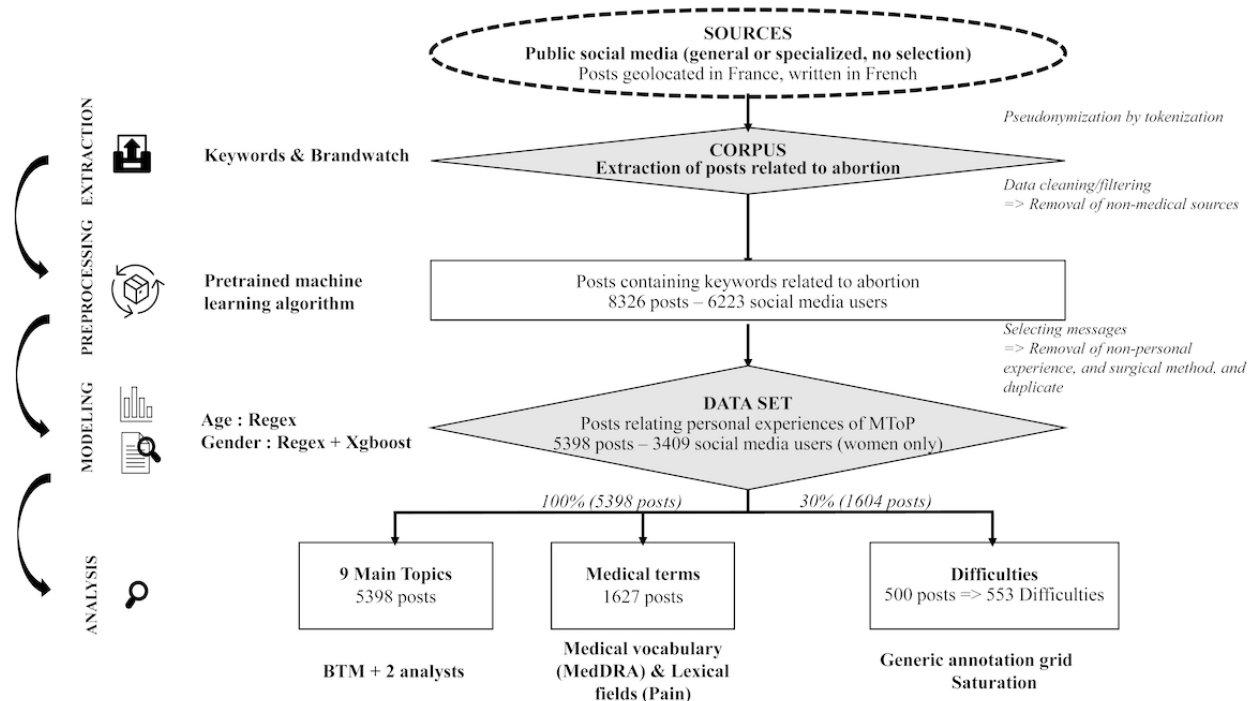 SOURCES
Public social media (general or specialized, no selection)
Posts geolocated in France, written in French
Pseudonymization by tokenization
EXTRACTION
Keywords & Brandwatch
CORPUS
Extraction of posts related to abortion
Data cleaning/filtering
=> Removal of non-medical sources
PREPROCESSING
Pretrained machine
learning algorithm
Posts containing keywords related to abortion
8326 posts – 6223 social media users
Selecting messages
=> Removal of non-personal
experience, and surgical method, and
duplicate
MODELING
Age : Regex
Gender : Regex + Xgboost
DATA SET
Posts relating personal experiences of MToP
5398 posts – 3409 social media users (women only)
100% (5398 posts)
30% (1604 posts)
ANALYSIS
9 Main Topics
5398 posts
Medical terms
1627 posts
Difficulties
500 posts => 553 Difficulties
BTM + 2 analysts
Medical vocabulary
(MedDRA) & Lexical
fields (Pain)
Generic annotation grid
Saturation